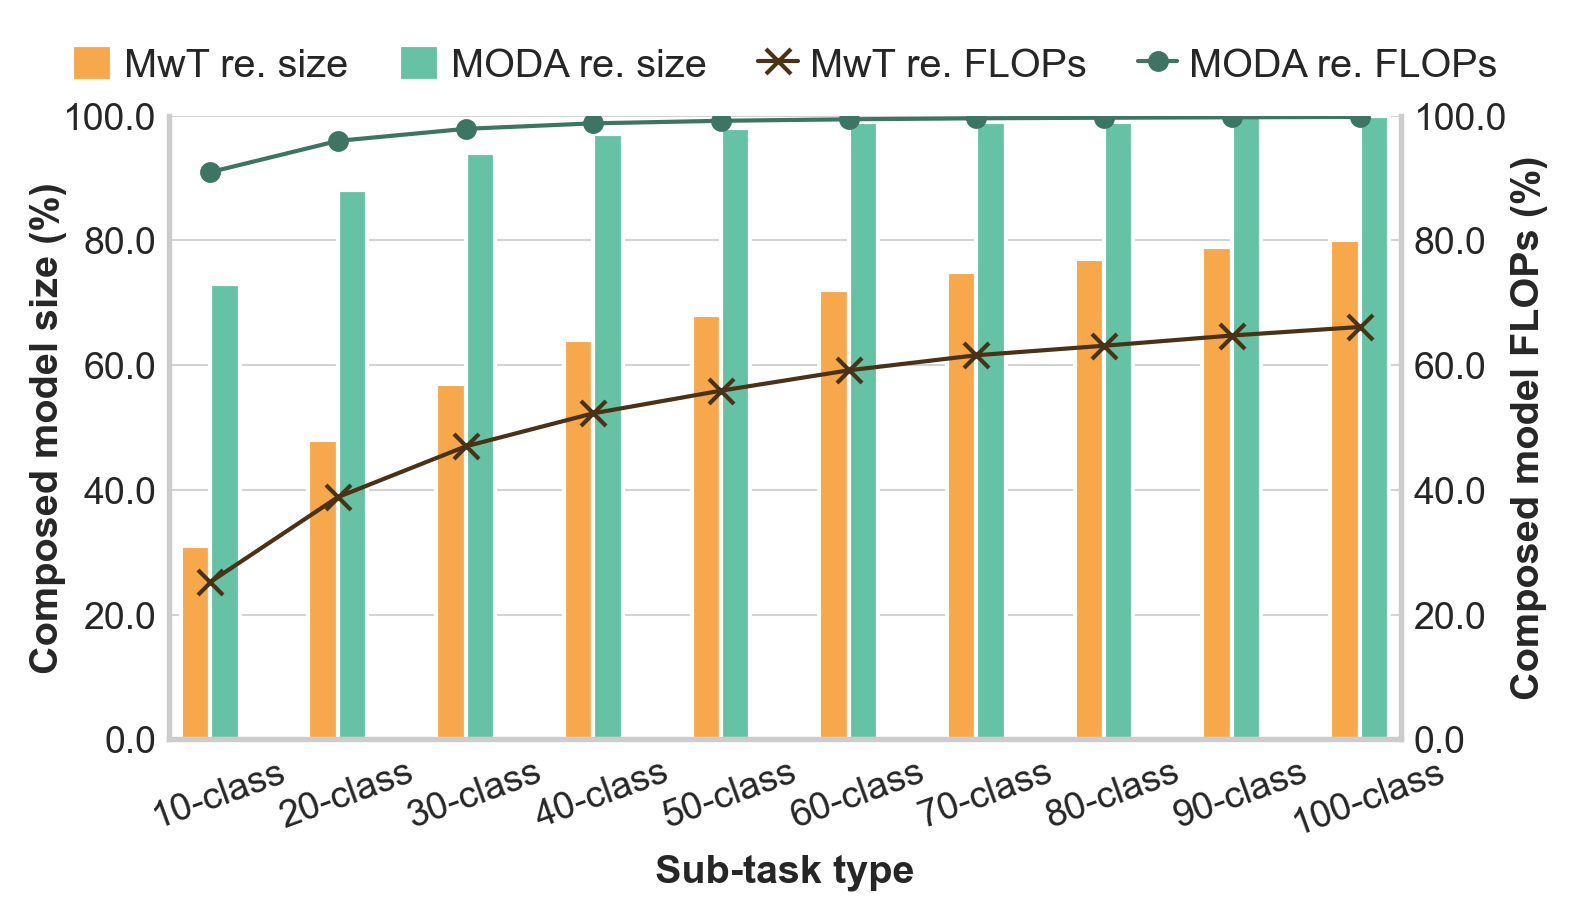 MwT re. size MODA re. size MwT re. FLOPs MODA re. FLOPs
100.0 100.0
80.0 80.0
60.0 60.0
40.0 40.0
20.0 20.0
0.0 0.0
Composed model size (%)
Composed model FLOPs (%)
10-class 20-class 30-class 40-class 50-class 60-class 70-class 80-class 90-class 100-class
Sub-task type